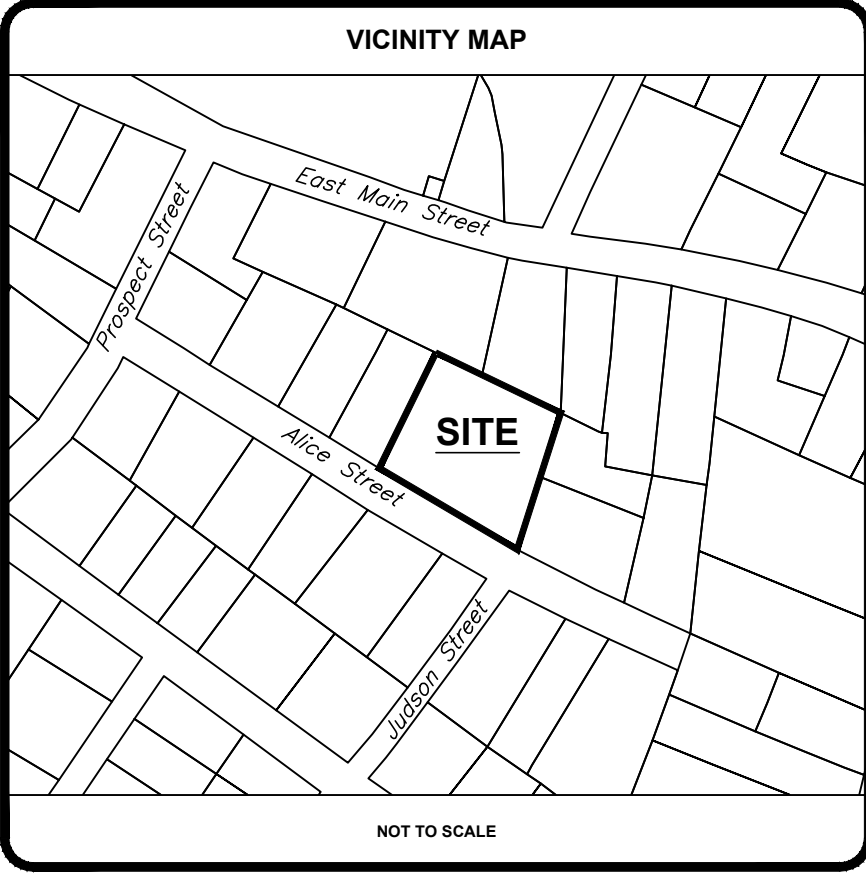 VICINITY MAP
East Main Street
Prospect Street
SITE
Alice Street
Judson Street
NOT TO SCALE